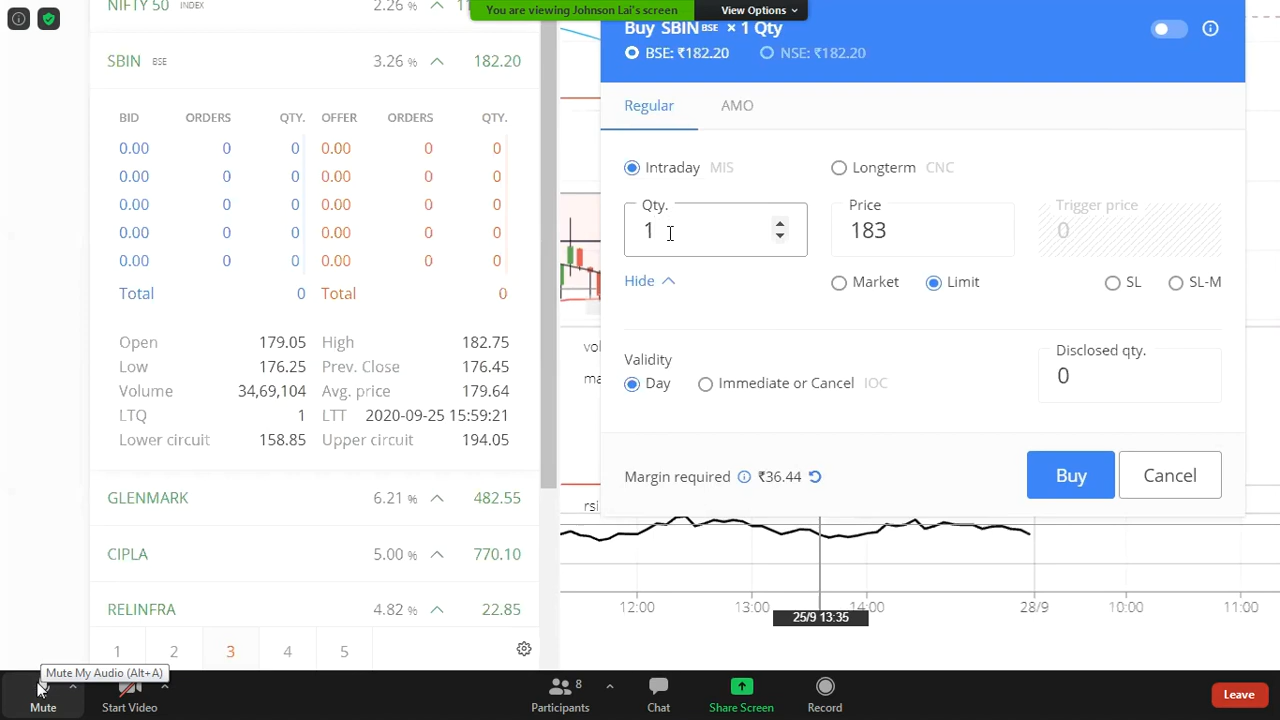 You are viewing Johnson Lai's screen View Options
NIFTY 50 INDEX 2.26 %
SBIN BSE 3.26 % 182.20
BID ORDERS QTY. OFFER ORDERS QTY.
0.00 0 0 0.00 0 0
0.00 0 0 0.00 0 0
0.00 0 0 0.00 0 0
0.00 0 0 0.00 0 0
0.00 0 0 0.00 0 0
Total 0 Total 0
Open 179.05 High 182.75
Low 176.25 Prev. Close 176.45
Volume 34,69,104 Avg. price 179.64
LTQ 1 LTT 2020-09-25 15:59:21
Lower circuit 158.85 Upper circuit 194.05
GLENMARK 6.21 % 482.55
CIPLA 5.00 % 770.10
RELINFRA 4.82 % 22.85
1 2 3 4 5
Buy SBIN BSE × 1 Qty
BSE: ₹182.20 NSE: ₹182.20
Regular AMO
Intraday MIS Longterm CNC
Qty. Price Trigger price
1 183 0
Hide Market Limit SL SL-M
Validity
Day Immediate or Cancel IOC
Disclosed qty.
0
Margin required ₹36.44
Buy Cancel
vol
ma
rsi
12:00 13:00 14:00 28/9 10:00 11:00
25/9 13:35
Mute My Audio (Alt+A)
Mute Start Video Participants 8 Chat Share Screen Record Leave